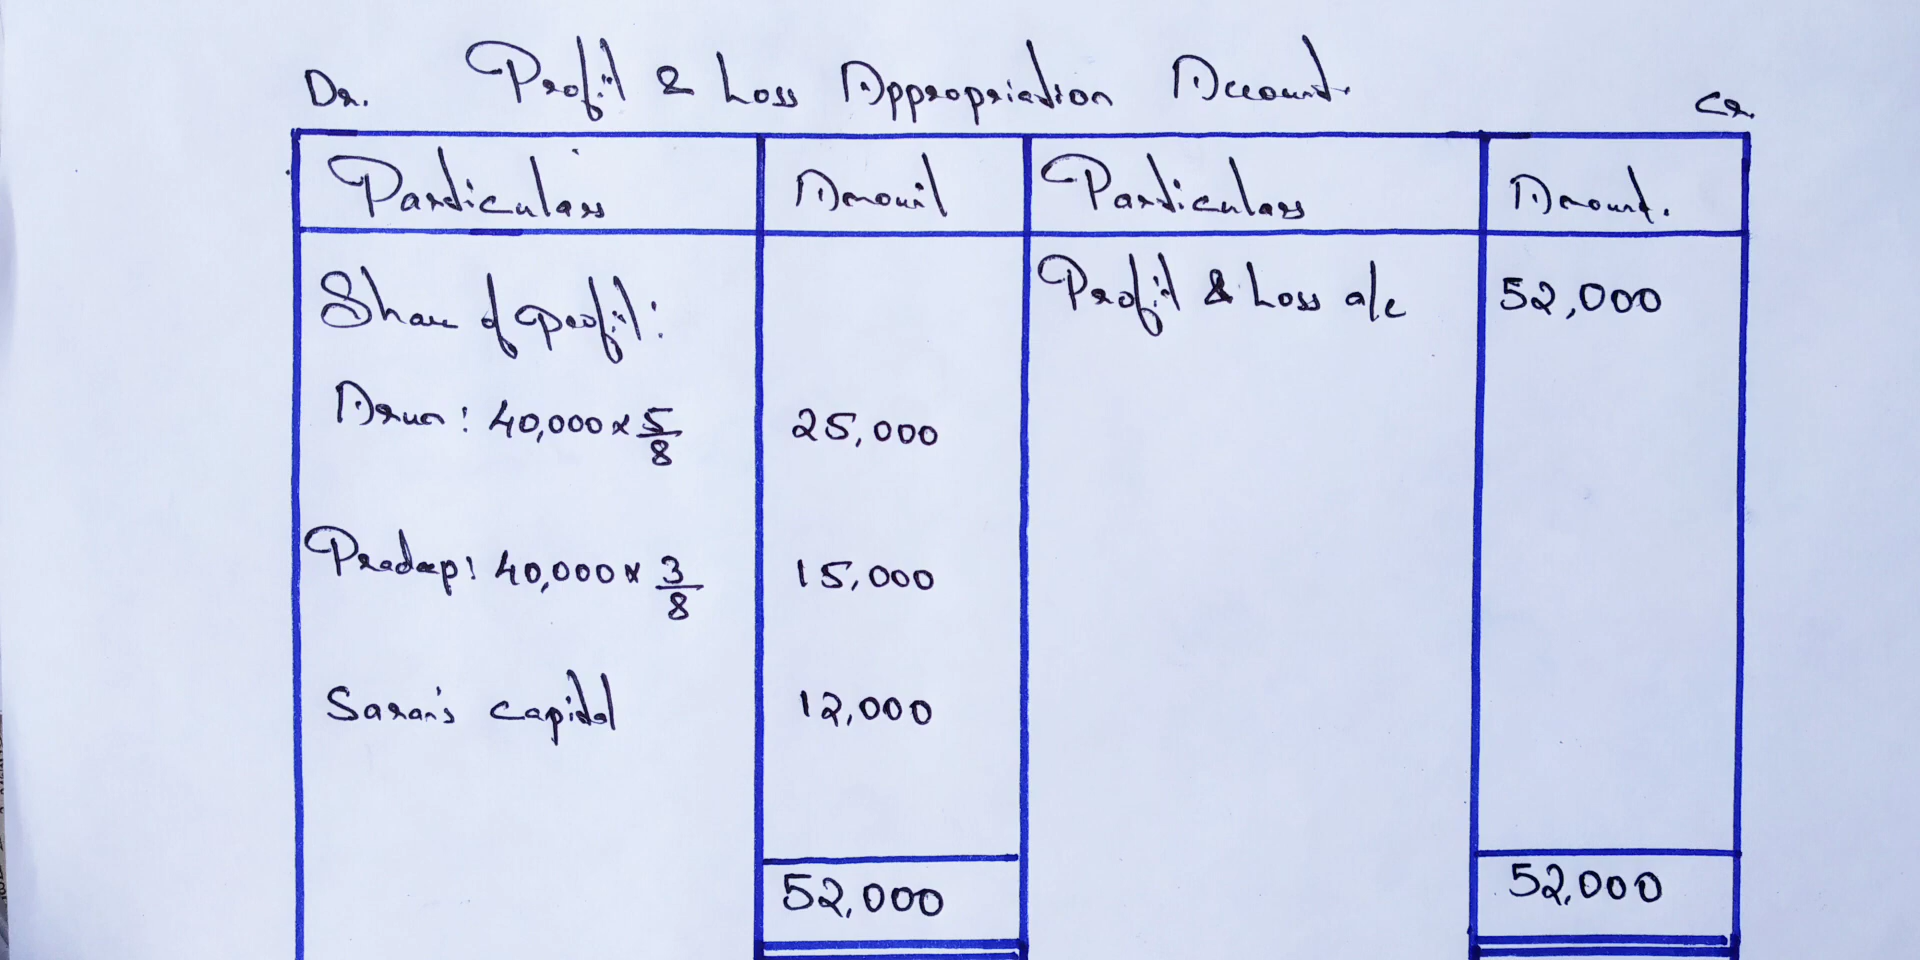 Dr. Profit & Loss Appropriation Account. Cr.
Particulars Amount Particulars Amount.
Share of profit: Profit & Loss a/c 52,000
Arun: 40,000 × 5/8 25,000
Pradeep: 40,000 × 3/8 15,000
Saran's capital 12,000
52,000 52,000